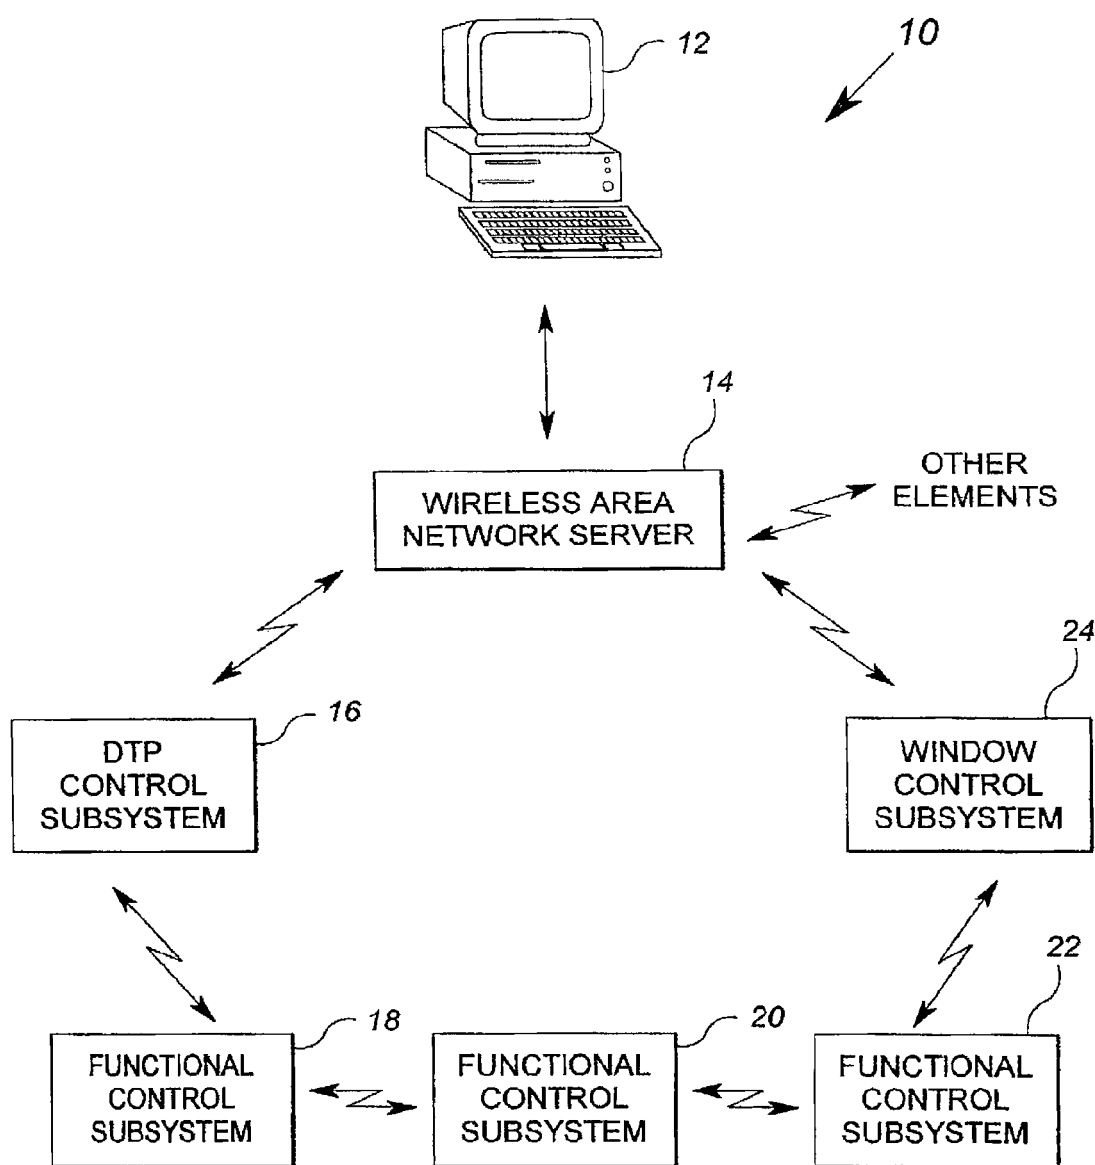 10
12
14
WIRELESS AREA
NETWORK SERVER
OTHER
ELEMENTS
16
DTP
CONTROL
SUBSYSTEM
24
WINDOW
CONTROL
SUBSYSTEM
18
FUNCTIONAL
CONTROL
SUBSYSTEM
20
FUNCTIONAL
CONTROL
SUBSYSTEM
22
FUNCTIONAL
CONTROL
SUBSYSTEM